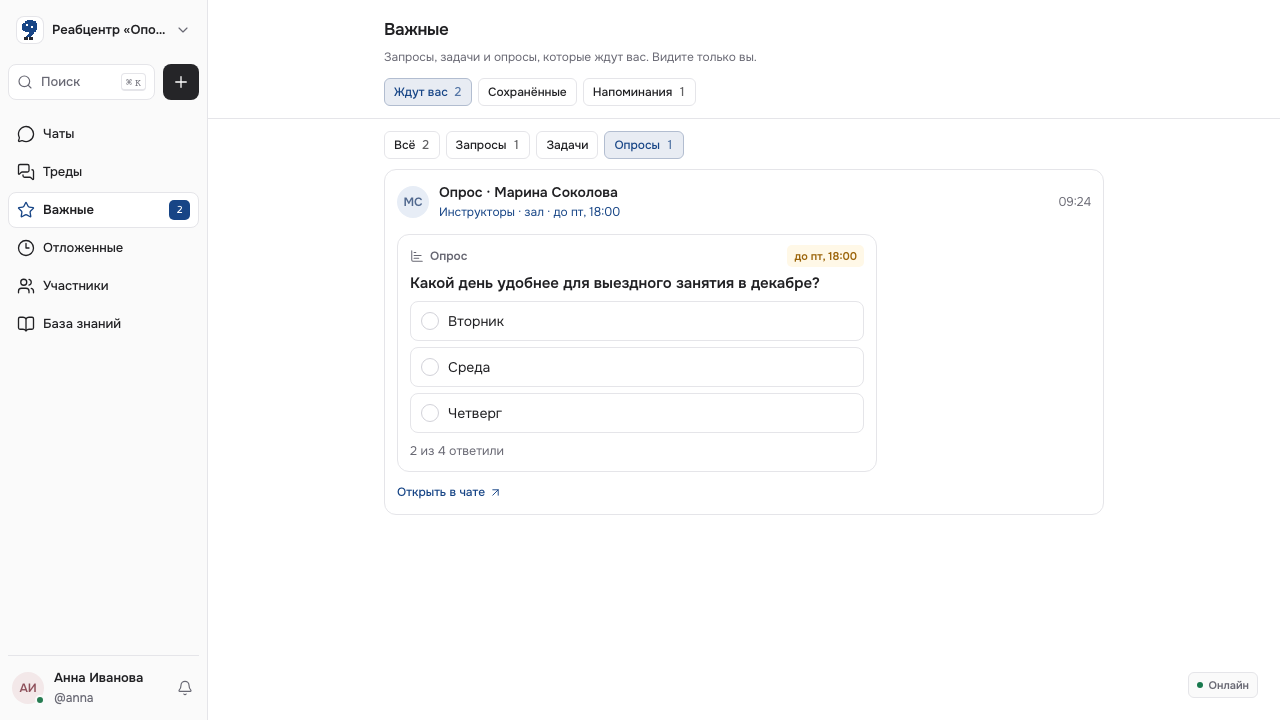 Реабцентр «Опо…
Поиск
⌘ K
Чаты
Треды
Важные 2
Отложенные
Участники
База знаний
АИ
Анна Иванова
@anna
Важные
Запросы, задачи и опросы, которые ждут вас. Видите только вы.
Ждут вас 2
Сохранённые
Напоминания 1
Всё 2
Запросы 1
Задачи
Опросы 1
МС
Опрос · Марина Соколова
09:24
Инструкторы · зал · до пт, 18:00
Опрос
до пт, 18:00
Какой день удобнее для выездного занятия в декабре?
Вторник
Среда
Четверг
2 из 4 ответили
Открыть в чате
Онлайн